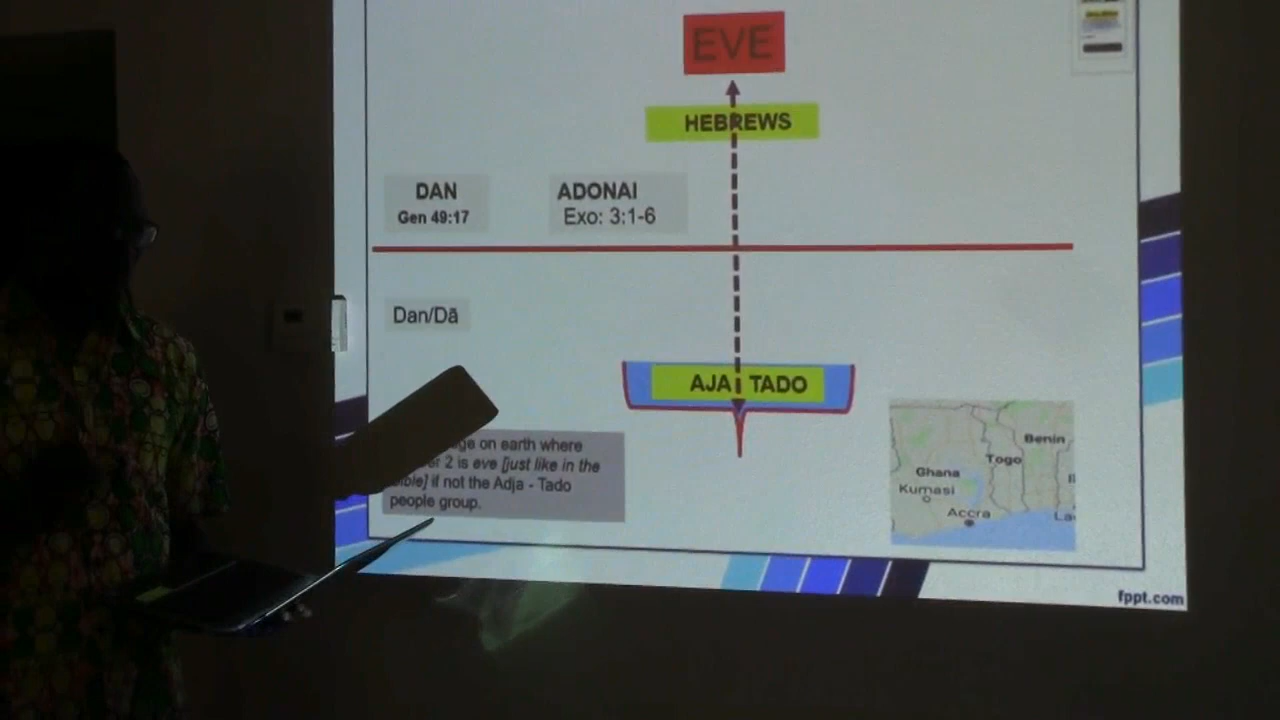 EVE
HEBREWS
DAN
Gen 49:17
ADONAI
Exo: 3:1-6
Dan/Dã
AJA TADO
on earth where
2 is eve [just like in the
if not the Adja - Tado
people group.
Benin
Togo
Ghana
Kumasi
Accra
fppt.com